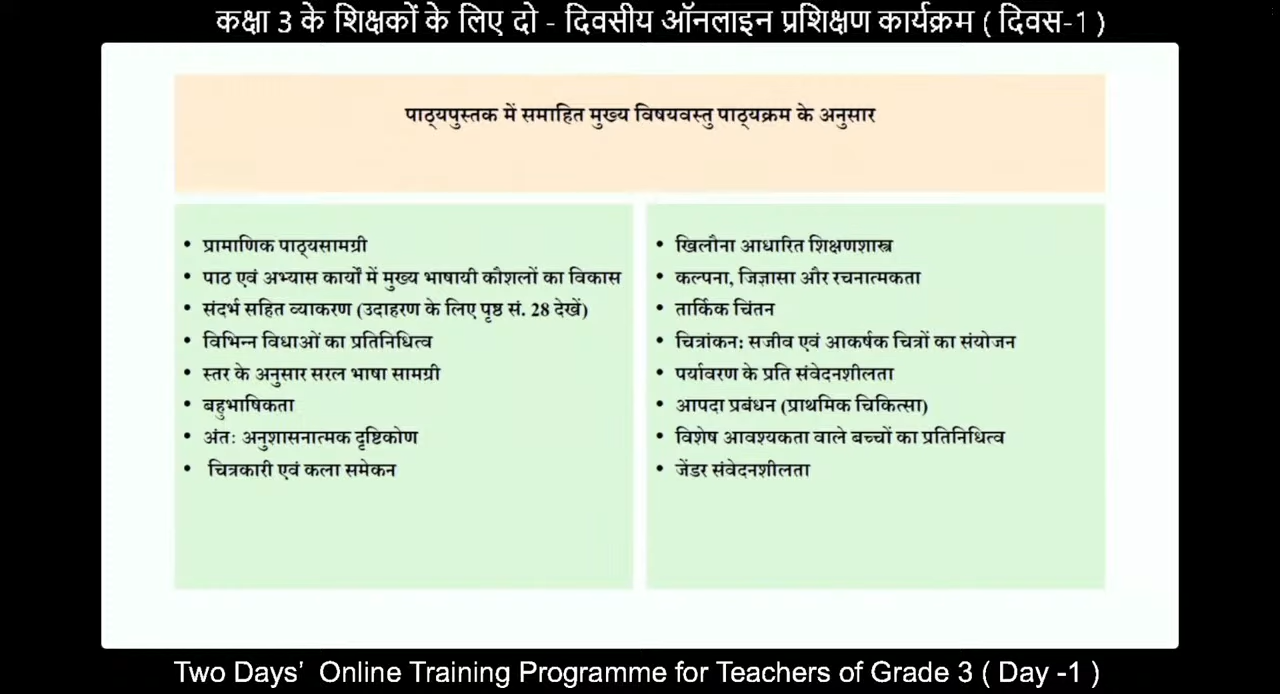 कक्षा 3 के शिक्षकों के लिए दो - दिवसीय ऑनलाइन प्रशिक्षण कार्यक्रम ( दिवस-1 )
पाठ्यपुस्तक में समाहित मुख्य विषयवस्तु पाठ्यक्रम के अनुसार
• प्रामाणिक पाठ्यसामग्री
• पाठ एवं अभ्यास कार्यों में मुख्य भाषायी कौशलों का विकास
• संदर्भ सहित व्याकरण (उदाहरण के लिए पृष्ठ सं. 28 देखें)
• विभिन्न विधाओं का प्रतिनिधित्व
• स्तर के अनुसार सरल भाषा सामग्री
• बहुभाषिकता
• अंतः अनुशासनात्मक दृष्टिकोण
• चित्रकारी एवं कला समेकन
• खिलौना आधारित शिक्षणशास्त्र
• कल्पना, जिज्ञासा और रचनात्मकता
• तार्किक चिंतन
• चित्रांकन: सजीव एवं आकर्षक चित्रों का संयोजन
• पर्यावरण के प्रति संवेदनशीलता
• आपदा प्रबंधन (प्राथमिक चिकित्सा)
• विशेष आवश्यकता वाले बच्चों का प्रतिनिधित्व
• जेंडर संवेदनशीलता
Two Days’ Online Training Programme for Teachers of Grade 3 ( Day -1 )